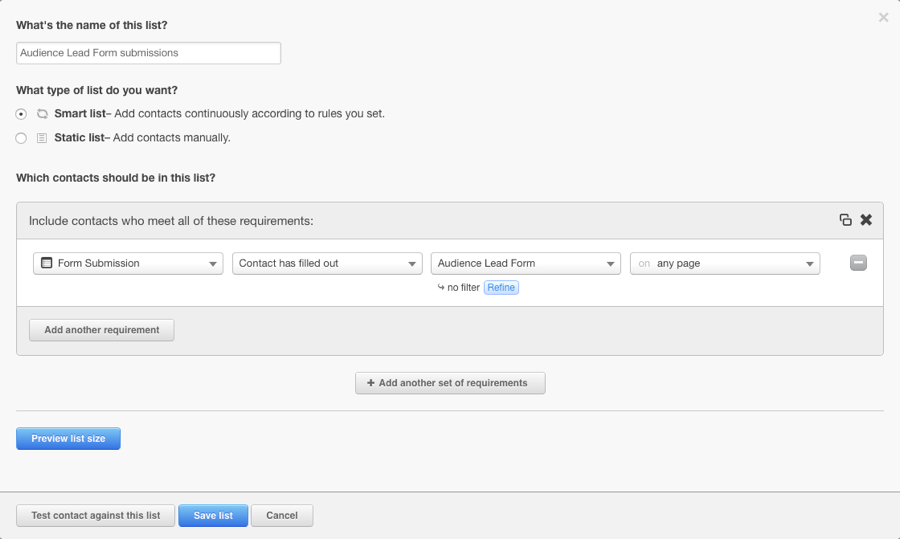 What's the name of this list?
Audience Lead Form submissions
What type of list do you want?
Smart list– Add contacts continuously according to rules you set.
Static list– Add contacts manually.
Which contacts should be in this list?
Include contacts who meet all of these requirements:
Form Submission Contact has filled out Audience Lead Form on any page
no filter Refine
Add another requirement
Add another set of requirements
Preview list size
Test contact against this list Save list Cancel